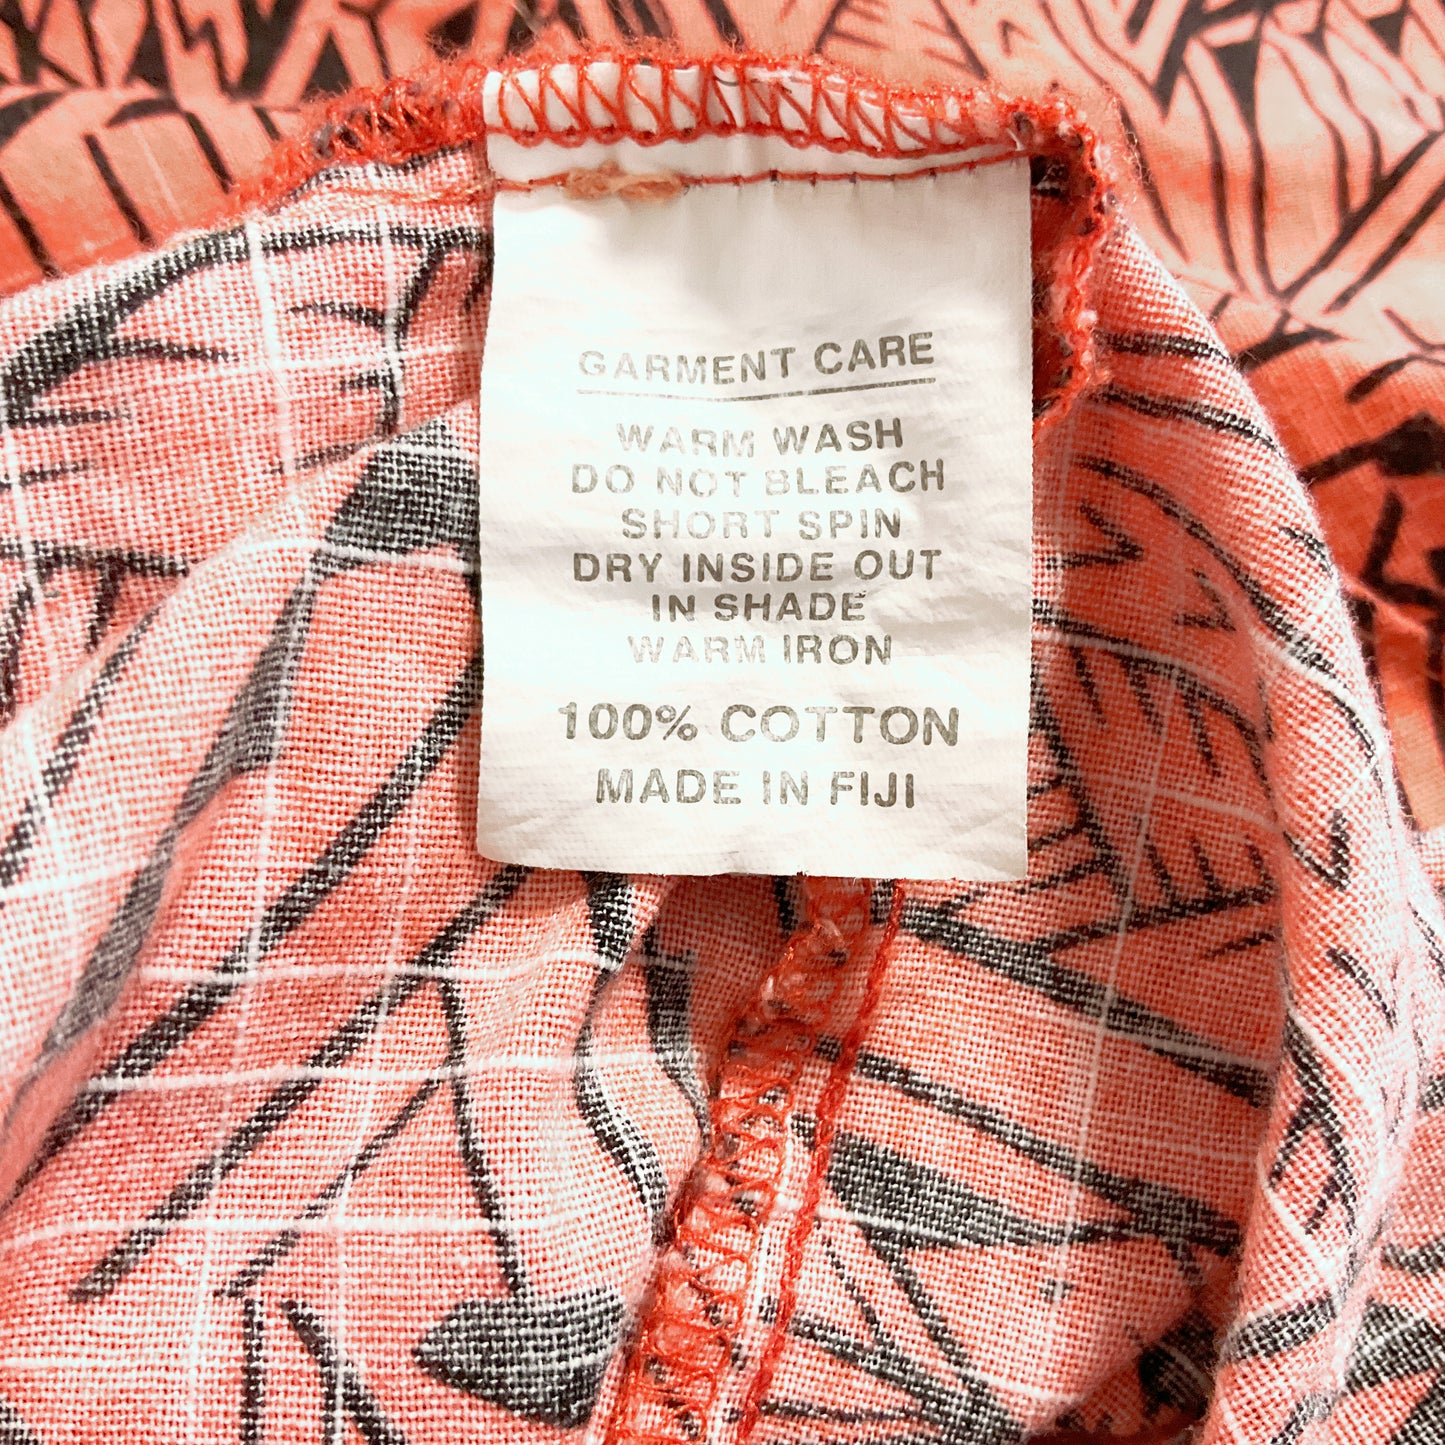 GARMENT CARE
WARM WASH
DO NOT BLEACH
SHORT SPIN
DRY INSIDE OUT
IN SHADE
WARM IRON
100% COTTON
MADE IN FIJI